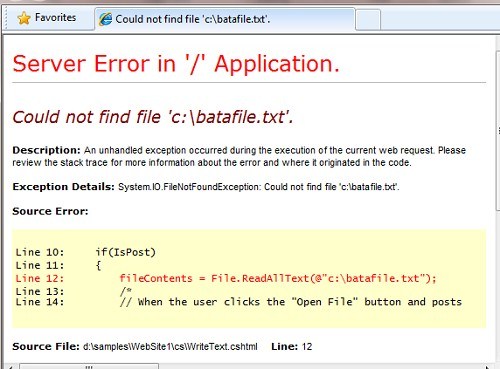 Favorites
Could not find file 'c:\batafile.txt'.
Server Error in '/' Application.
Could not find file 'c:\batafile.txt'.
Description: An unhandled exception occurred during the execution of the current web request. Please
review the stack trace for more information about the error and where it originated in the code.
Exception Details: System.IO.FileNotFoundException: Could not find file 'c:\batafile.txt'.
Source Error:
Line 10: if(IsPost)
Line 11: {
Line 12: fileContents = File.ReadAllText(@"c:\batafile.txt");
Line 13: /*
Line 14: // When the user clicks the "Open File" button and posts
Source File: d:\samples\WebSite1\cs\WriteText.cshtml Line: 12